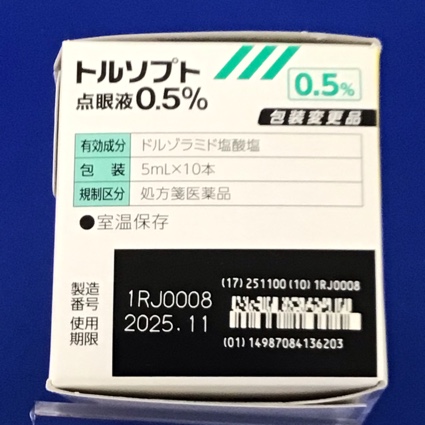 トルソプト
点眼液0.5%
0.5%
包装変更品
有効成分 ドルゾラミド塩酸塩
包装 5mL×10本
規制区分 処方箋医薬品
●室温保存
製造番号 1RJ0008
使用期限 2025.11
(17) 251100 (10) 1RJ0008
(01) 14987084136203